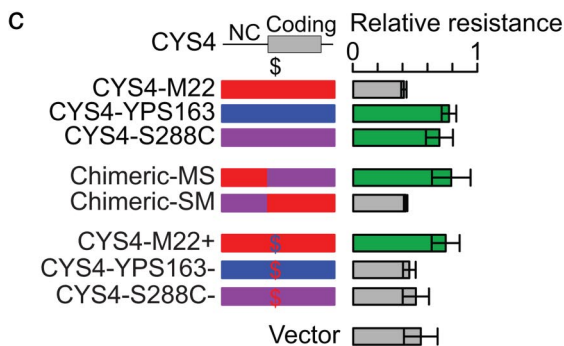 c
NC Coding Relative resistance
CYS4
0 1
$
CYS4-M22
CYS4-YPS163
CYS4-S288C
Chimeric-MS
Chimeric-SM
CYS4-M22+ $
CYS4-YPS163- $
CYS4-S288C- $
Vector